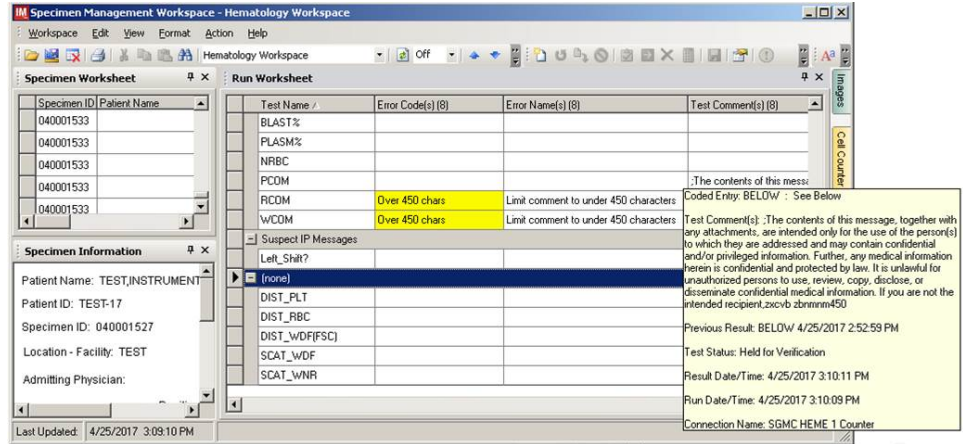 IM Specimen Management Workspace - Hematology Workspace
Workspace Edit View Format Action Help
Hematology Workspace Off Aa
Specimen Worksheet
Specimen ID Patient Name
040001533
040001533
040001533
040001533
040001533
Specimen Information
Patient Name: TEST,INSTRUMENT
Patient ID: TEST-17
Specimen ID: 040001527
Location - Facility: TEST
Admitting Physician:
Run Worksheet
Test Name Error Code(s) (8) Error Name(s) (8) Test Comment(s) (8)
BLAST%
PLASM%
NRBC
PCOM ;The contents of this messa
RCOM Over 450 chars Limit comment to under 450 characters
WCOM Over 450 chars Limit comment to under 450 characters
Suspect IP Messages
Left_Shift?
(none)
DIST_PLT
DIST_RBC
DIST_WDF(FSC)
SCAT_WDF
SCAT_WNR
Images
Cell Counter
Coded Entry: BELOW : See Below
Test Comment(s): ;The contents of this message, together with
any attachments, are intended only for the use of the person(s)
to which they are addressed and may contain confidential
and/or privileged information. Further, any medical information
herein is confidential and protected by law. It is unlawful for
unauthorized persons to use, review, copy, disclose, or
disseminate confidential medical information. If you are not the
intended recipient,zxcvb zbnmnm450
Previous Result: BELOW 4/25/2017 2:52:59 PM
Test Status: Held for Verification
Result Date/Time: 4/25/2017 3:10:11 PM
Run Date/Time: 4/25/2017 3:10:09 PM
Connection Name: SGMC HEME 1 Counter
Last Updated: 4/25/2017 3:09:10 PM